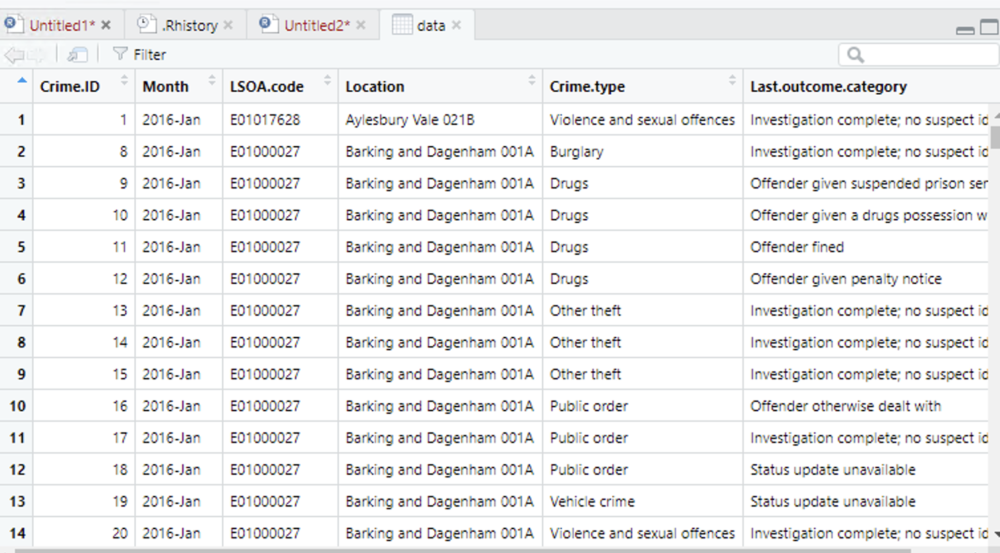 Untitled1* .Rhistory Untitled2* data
Filter
Crime.ID Month LSOA.code Location Crime.type Last.outcome.category
1 1 2016-Jan E01017628 Aylesbury Vale 021B Violence and sexual offences Investigation complete; no suspect id
2 8 2016-Jan E01000027 Barking and Dagenham 001A Burglary Investigation complete; no suspect id
3 9 2016-Jan E01000027 Barking and Dagenham 001A Drugs Offender given suspended prison ser
4 10 2016-Jan E01000027 Barking and Dagenham 001A Drugs Offender given a drugs possession w
5 11 2016-Jan E01000027 Barking and Dagenham 001A Drugs Offender fined
6 12 2016-Jan E01000027 Barking and Dagenham 001A Drugs Offender given penalty notice
7 13 2016-Jan E01000027 Barking and Dagenham 001A Other theft Investigation complete; no suspect id
8 14 2016-Jan E01000027 Barking and Dagenham 001A Other theft Investigation complete; no suspect id
9 15 2016-Jan E01000027 Barking and Dagenham 001A Other theft Investigation complete; no suspect id
10 16 2016-Jan E01000027 Barking and Dagenham 001A Public order Offender otherwise dealt with
11 17 2016-Jan E01000027 Barking and Dagenham 001A Public order Investigation complete; no suspect id
12 18 2016-Jan E01000027 Barking and Dagenham 001A Public order Status update unavailable
13 19 2016-Jan E01000027 Barking and Dagenham 001A Vehicle crime Status update unavailable
14 20 2016-Jan E01000027 Barking and Dagenham 001A Violence and sexual offences Investigation complete; no suspect id